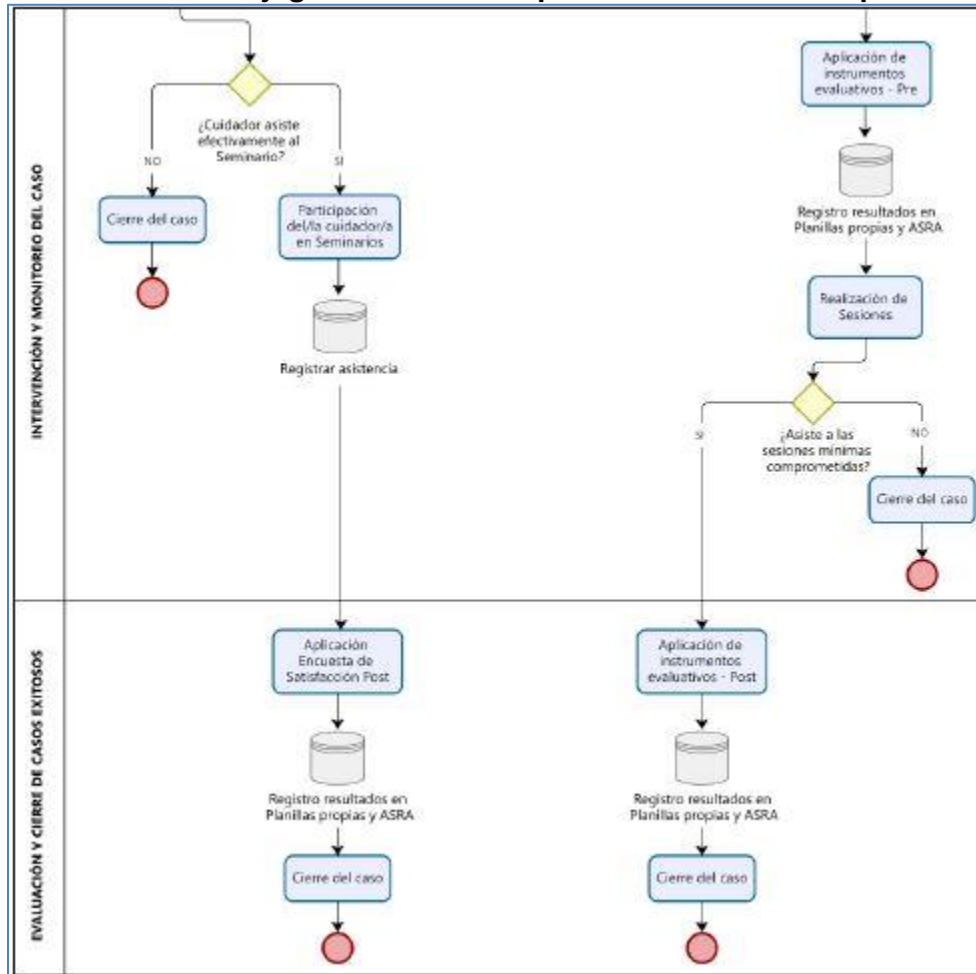 INTERVENCIÓN Y MONITOREO DEL CASO
¿Cuidador asiste
efectivamente al
Seminario?
NO
SI
Cierre del caso
Participación
del/la cuidador/a
en Seminarios
Registrar asistencia
Aplicación de
instrumentos
evaluativos - Pre
Registro resultados en
Planillas propias y ASRA
Realización de
Sesiones
¿Asiste a las
sesiones mínimas
comprometidas?
SI
NO
Cierre del caso
EVALUACIÓN Y CIERRE DE CASOS EXITOSOS
Aplicación
Encuesta de
Satisfacción Post
Registro resultados en
Planillas propias y ASRA
Cierre del caso
Aplicación de
instrumentos
evaluativos - Post
Registro resultados en
Planillas propias y ASRA
Cierre del caso